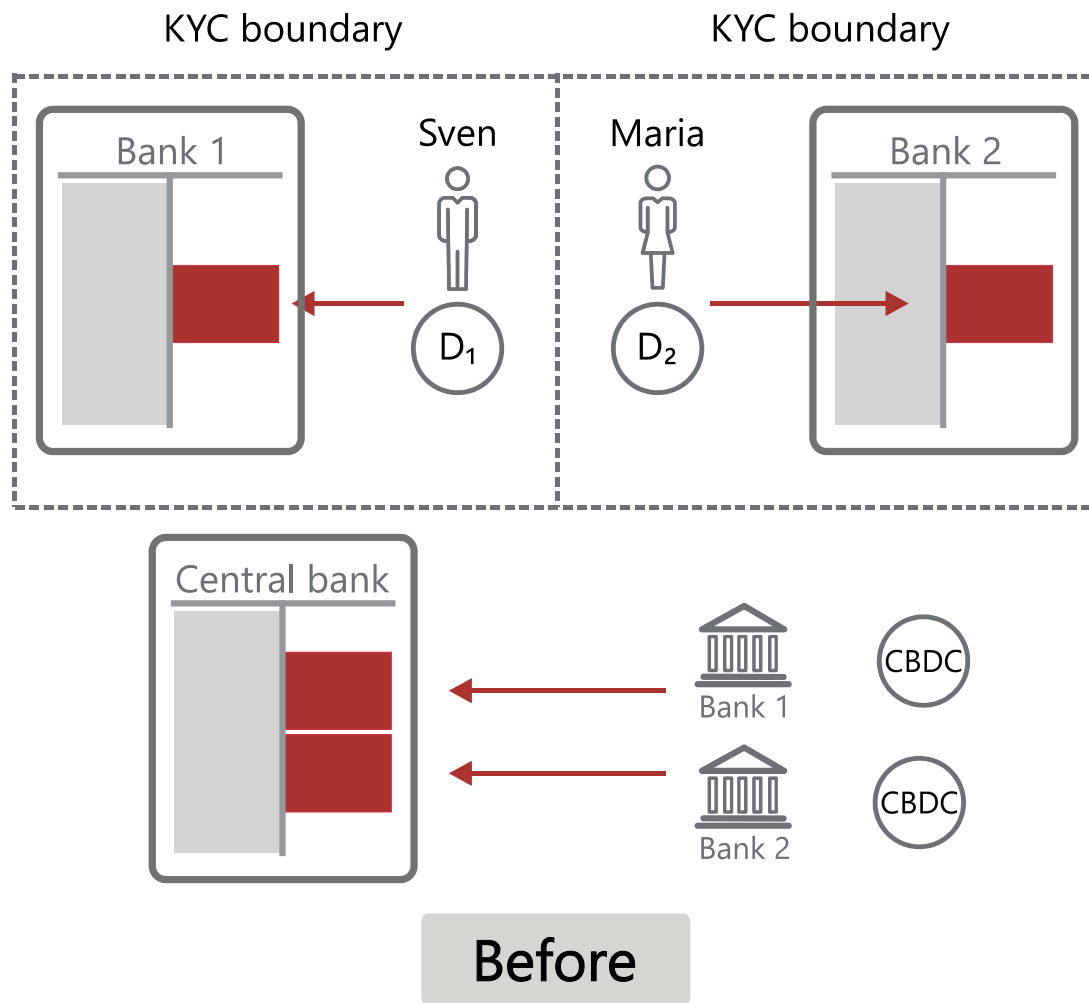 KYC boundary
KYC boundary
Bank 1
Sven
Maria
Bank 2
D₁
D₂
Central bank
Bank 1
CBDC
Bank 2
CBDC
Before